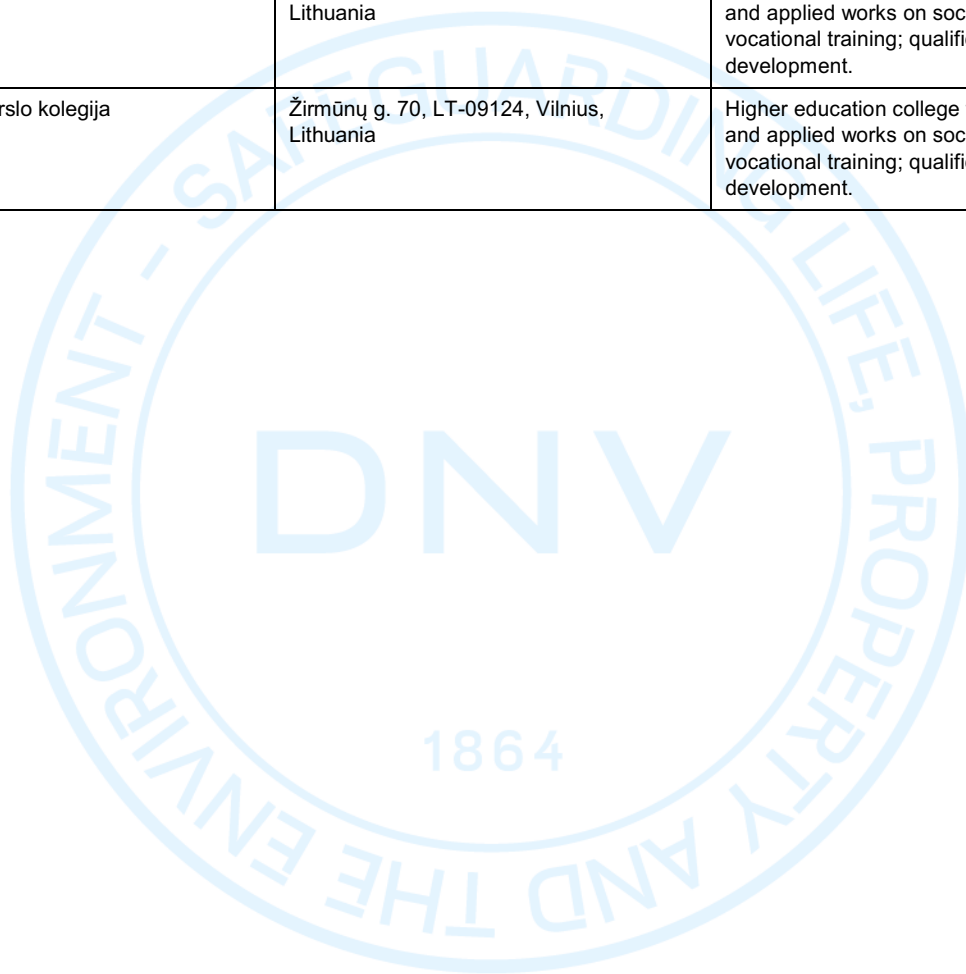 Lithuania
and applied works on soc
vocational training; qualifi
development.
rslo kolegija
Žirmūnų g. 70, LT-09124, Vilnius,
Lithuania
Higher education college
and applied works on soc
vocational training; qualifi
development.
SAFEGUARDING LIFE, PROPERTY AND THE ENVIRONMENT -
DNV
1864